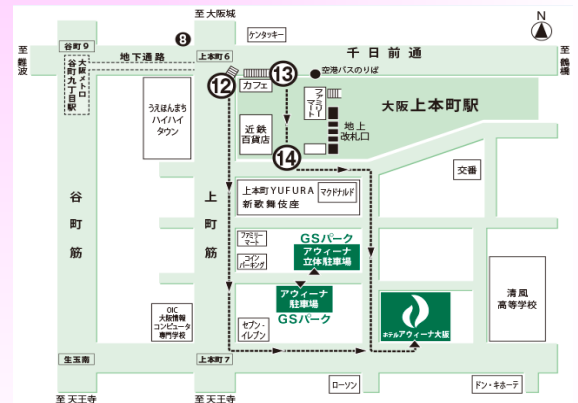 至 大阪城
N
ケンタッキー
❽
谷町9
上本町6
千日前通
至難波
至鶴橋
地下通路
大阪メトロ
谷町九丁目駅
⑫
⑬
カフェ
空港バスのりば
うえほんまち
ハイハイ
タウン
近鉄
百貨店
ファミリー
マート
地上
改札口
大阪 上本町駅
⑭
交番
谷町筋
上町筋
上本町YUFURA
新歌舞伎座
マクドナルド
ファミリー
マート
GSパーク
アウィーナ
立体駐車場
コイン
パーキング
アウィーナ
駐車場
GSパーク
清風
高等学校
OIC
大阪情報
コンピュータ
専門学校
セブン-
イレブン
ホテル アウィーナ大阪
生玉南
上本町7
ローソン
ドン・キホーテ
至 天王寺
至 天王寺